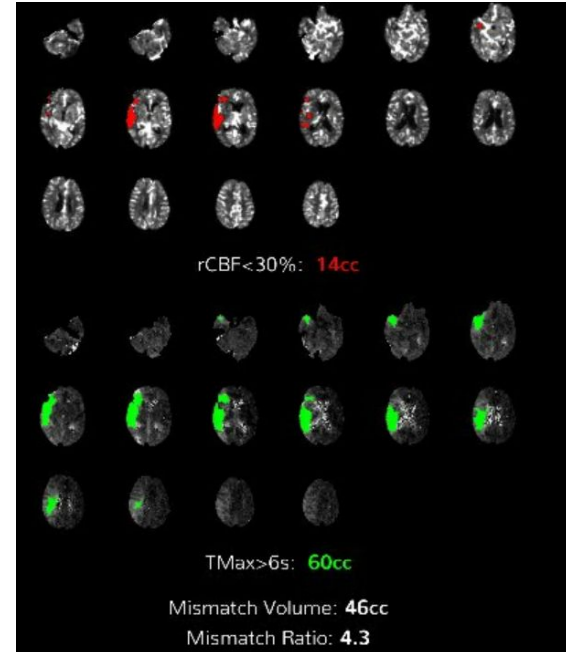 rCBF<30%: 14cc
TMax>6s: 60cc
Mismatch Volume: 46cc
Mismatch Ratio: 4.3